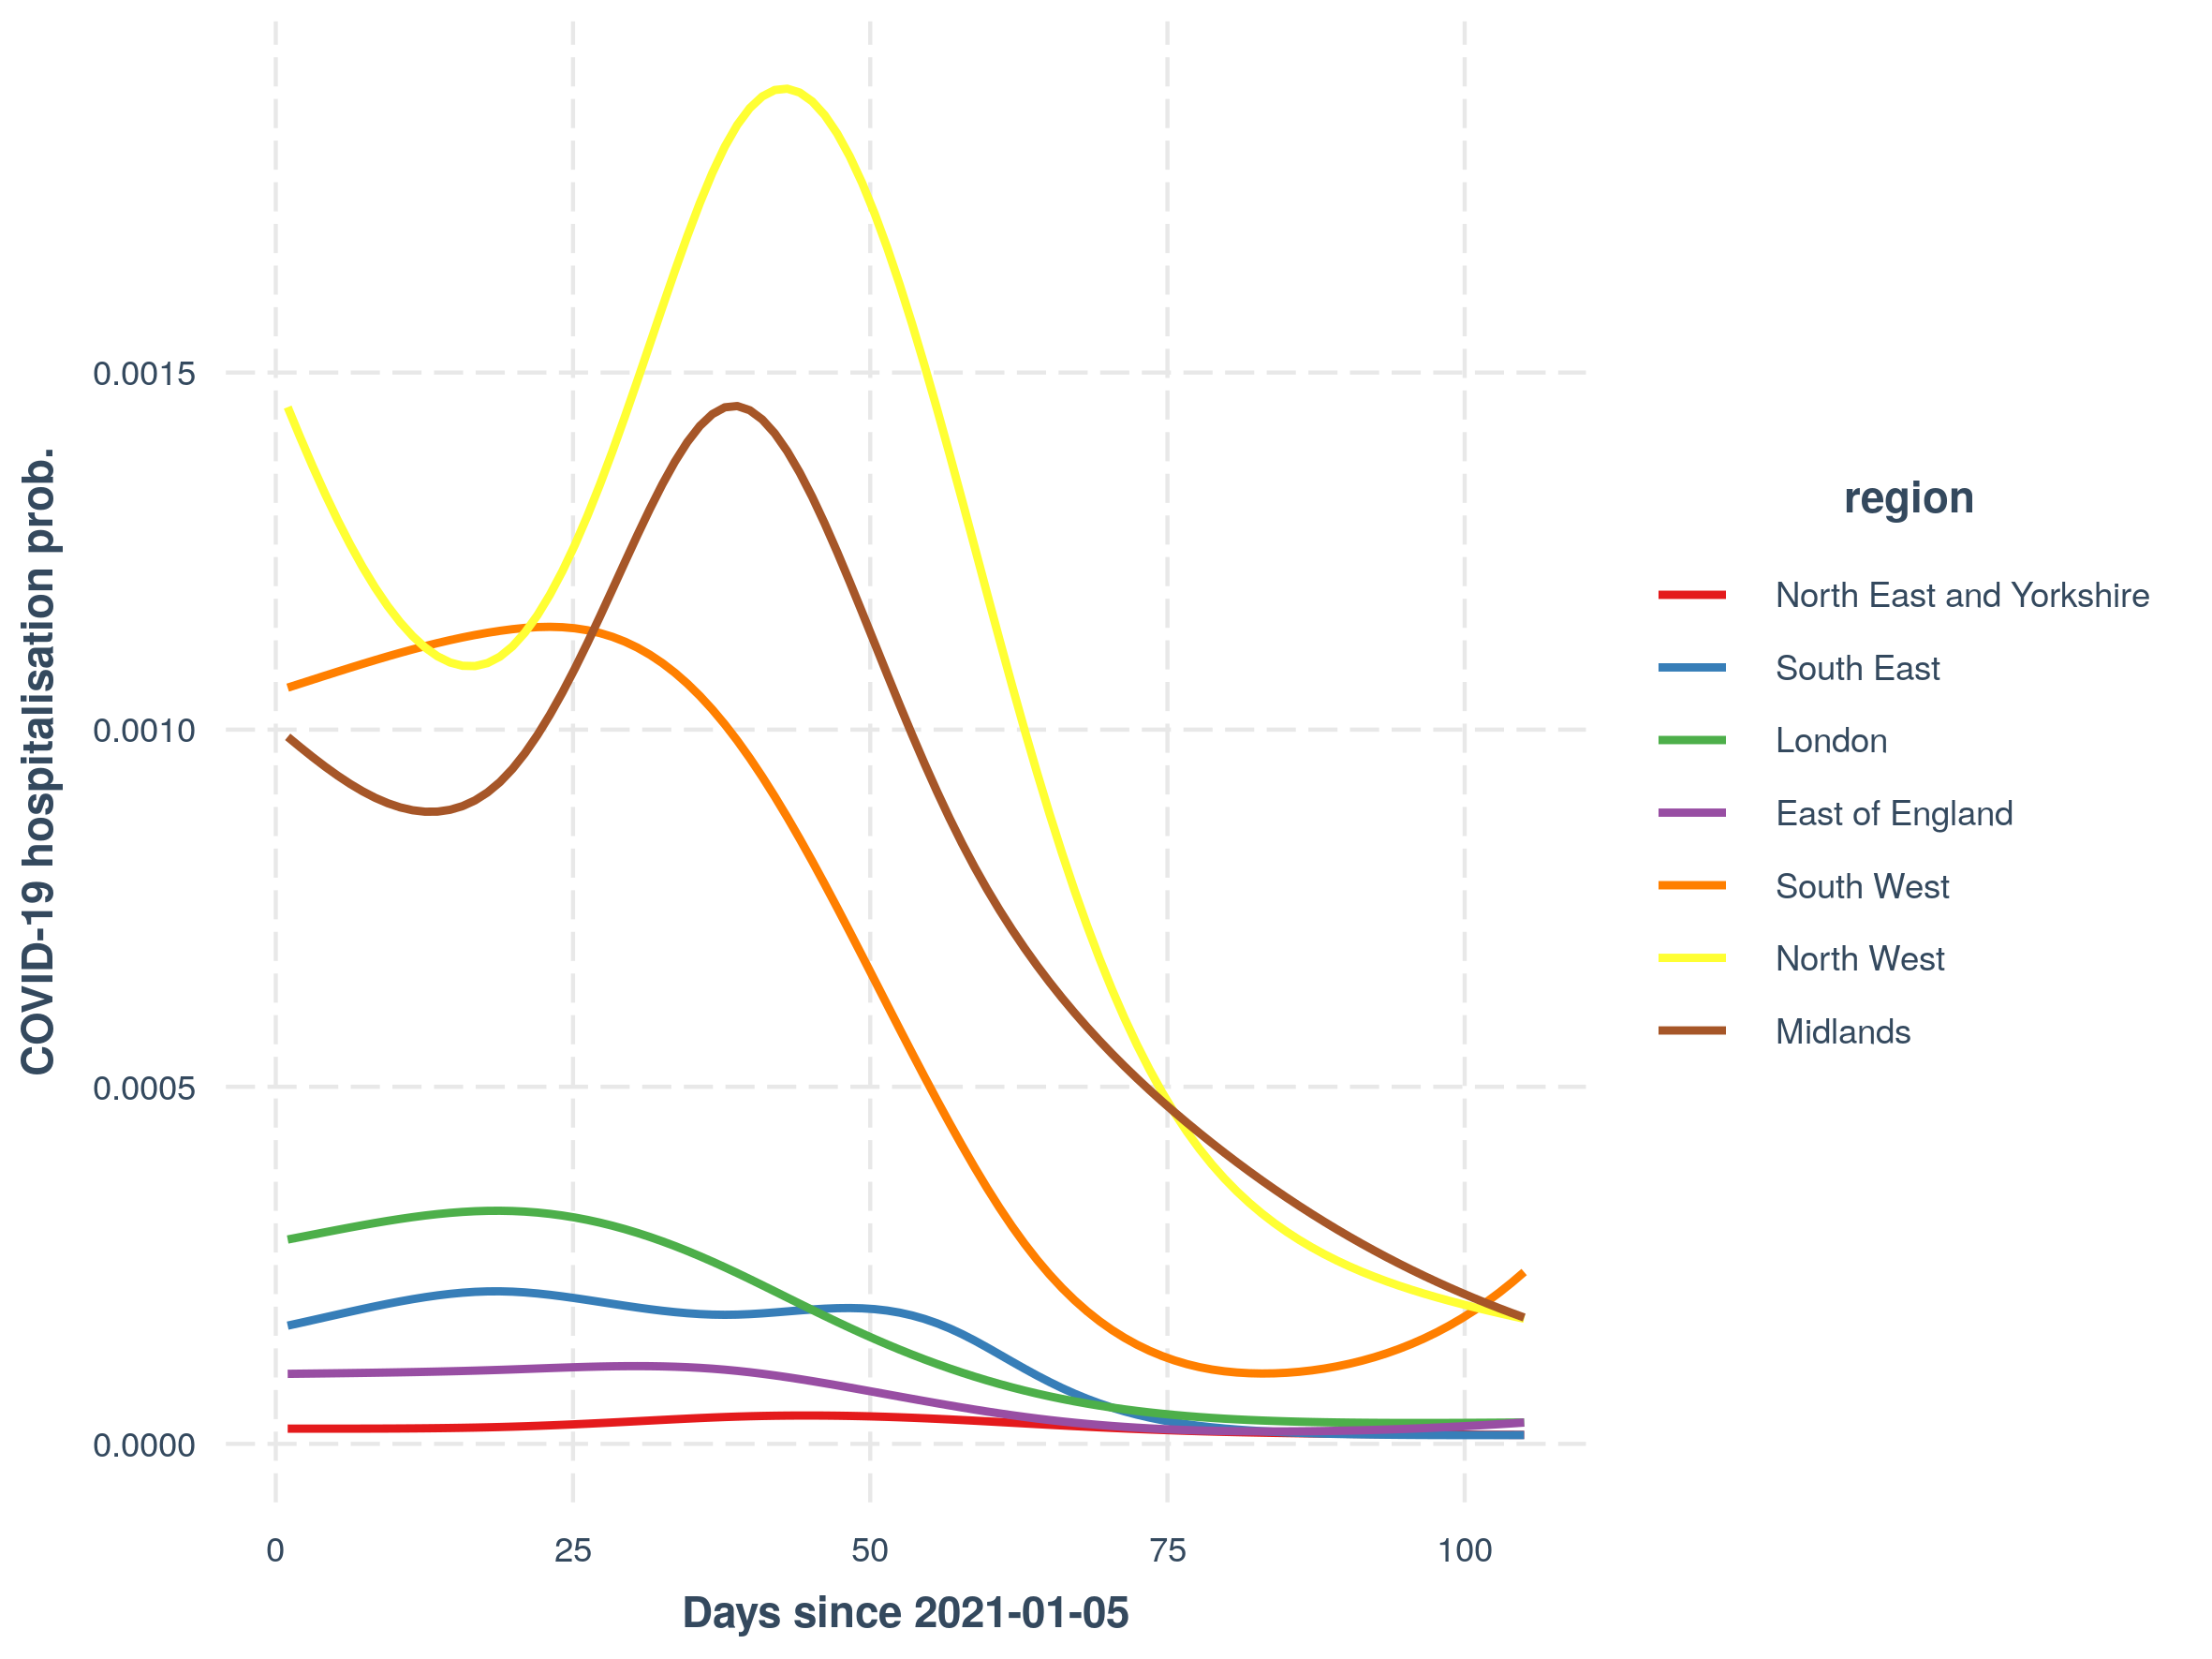 COVID-19 hospitalisation prob.
0.0015
0.0010
0.0005
0.0000
0 25 50 75 100
Days since 2021-01-05
region
North East and Yorkshire
South East
London
East of England
South West
North West
Midlands